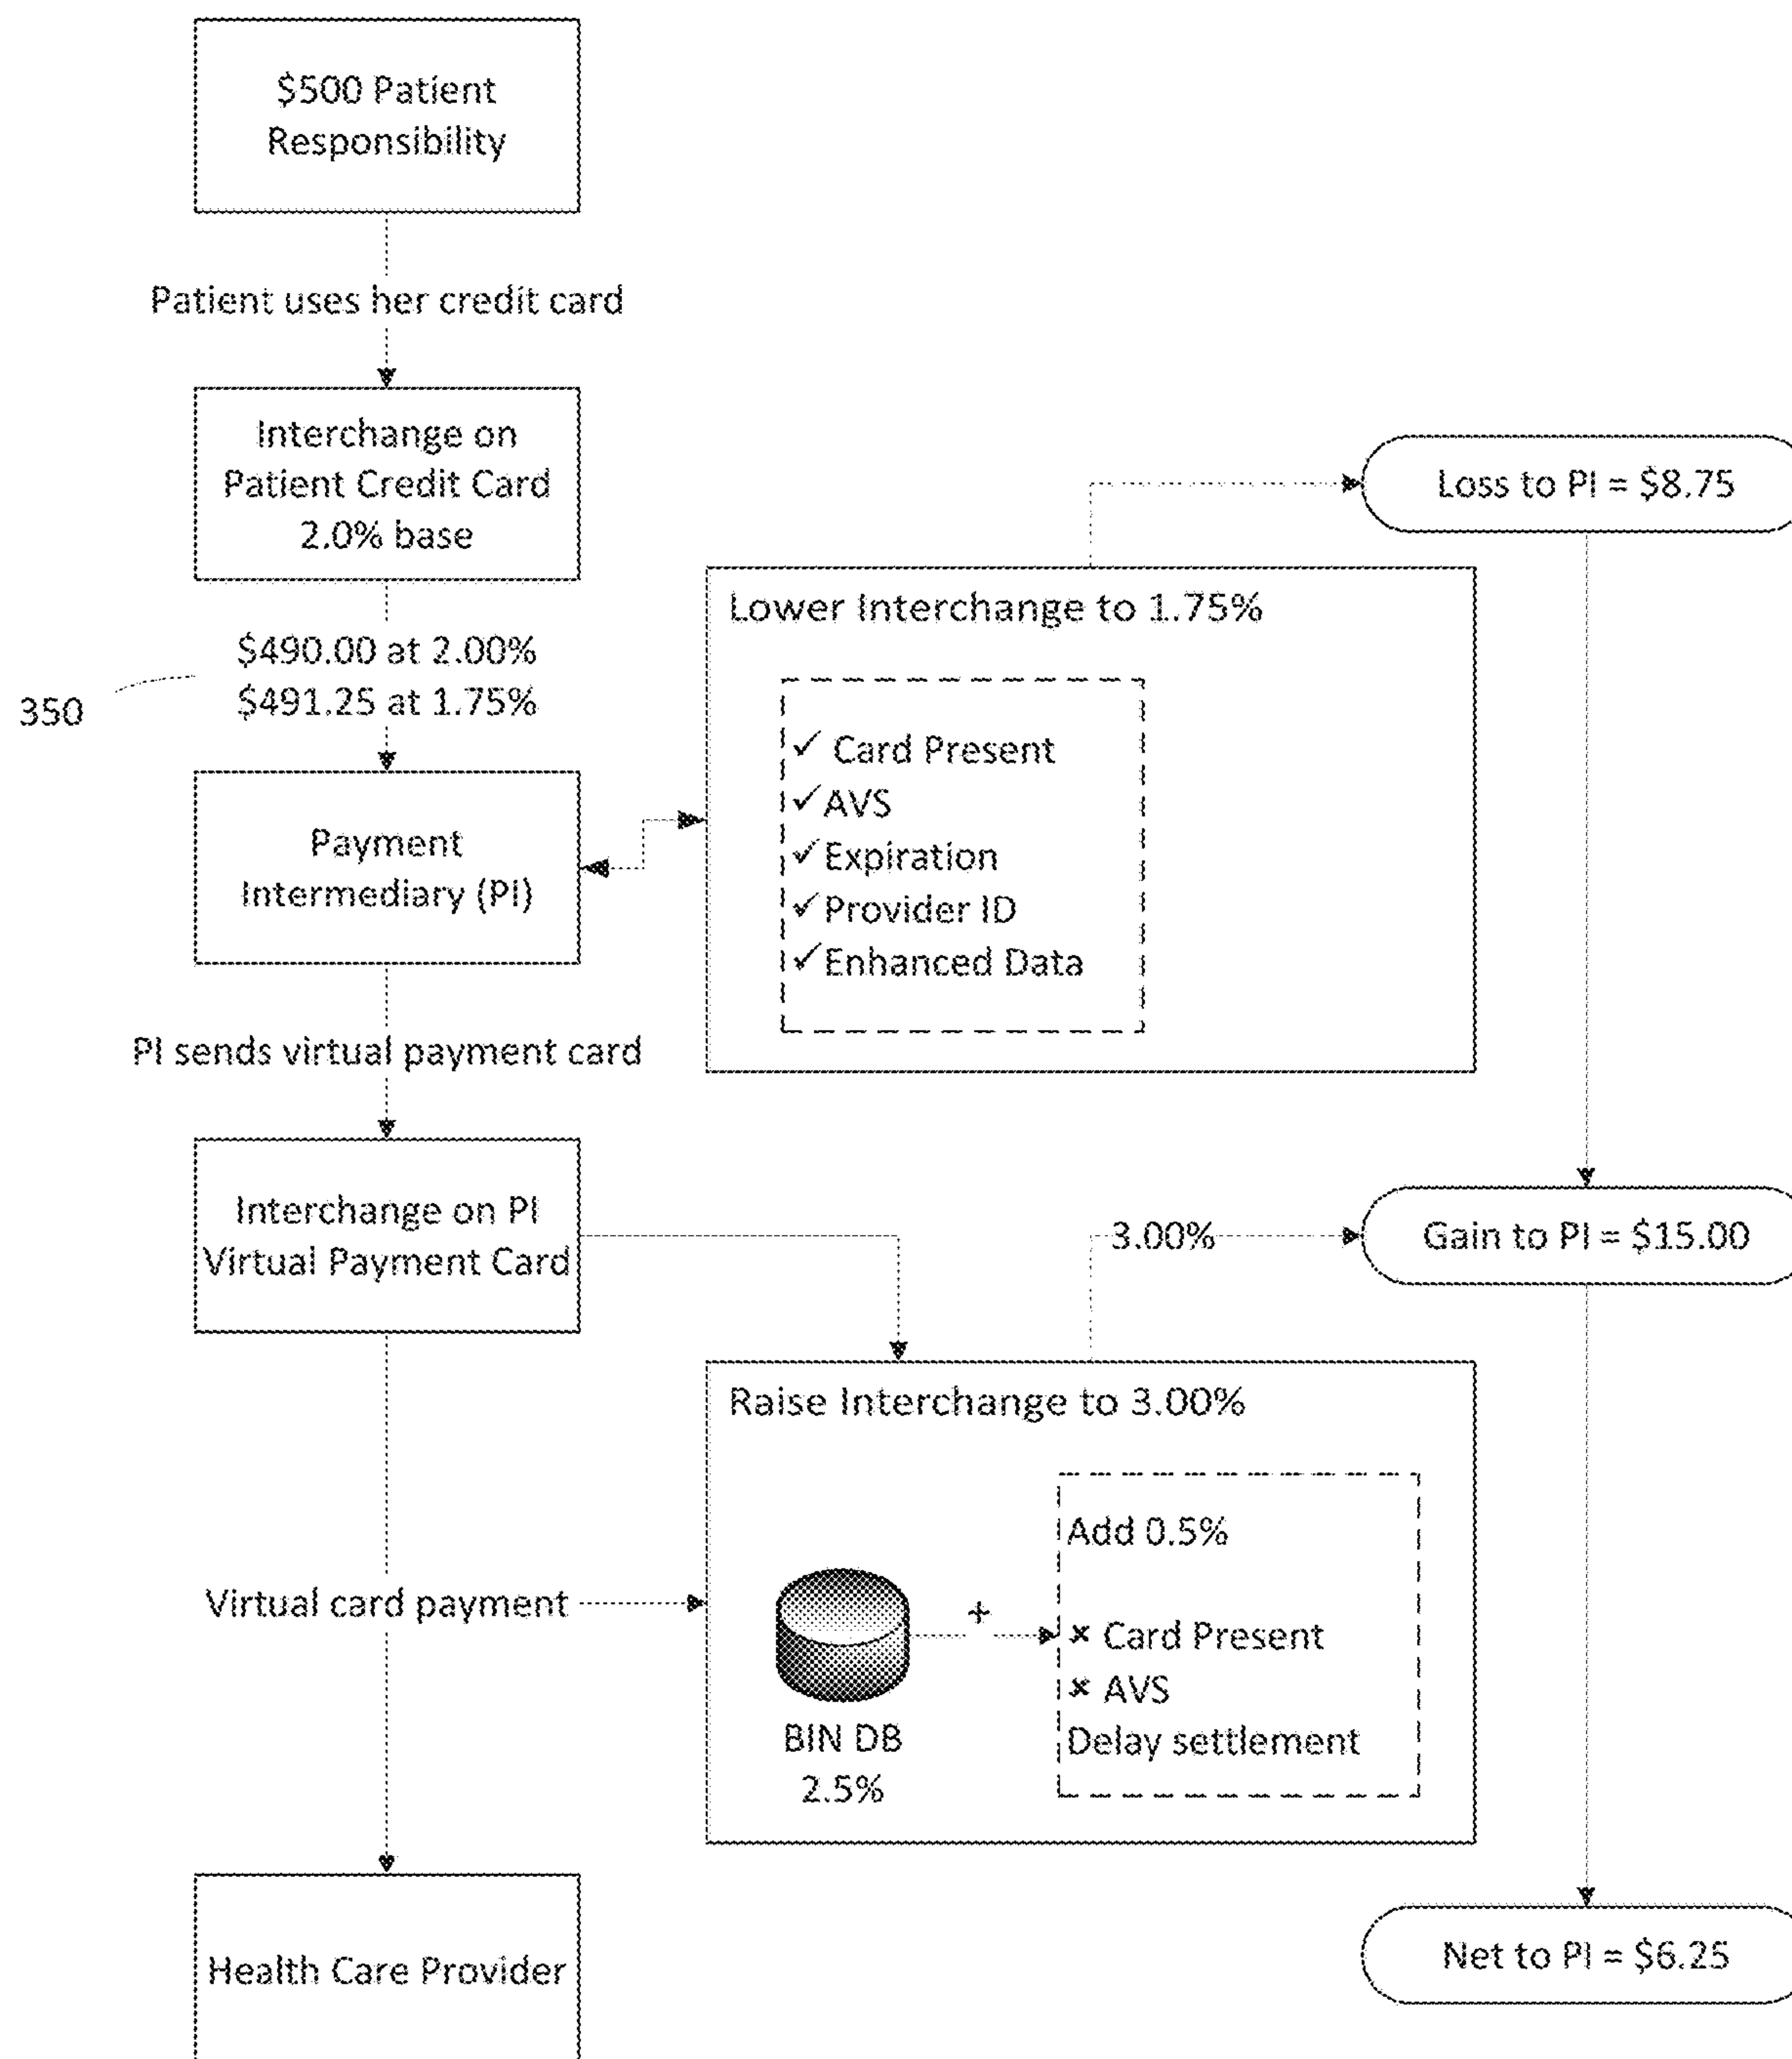 $500 Patient
Responsibility
Patient uses her credit card
Interchange on
Patient Credit Card
2.0% base
Loss to PI = $8.75
Lower Interchange to 1.75%
$490.00 at 2.00%
$491.25 at 1.75%
350
✓ Card Present
✓ AVS
✓ Expiration
✓ Provider ID
✓ Enhanced Data
Payment
Intermediary (PI)
PI sends virtual payment card
Interchange on PI
Virtual Payment Card
3.00%
Gain to PI = $15.00
Raise Interchange to 3.00%
Add 0.5%
Virtual card payment
+
× Card Present
× AVS
Delay settlement
BIN DB
2.5%
Health Care Provider
Net to PI = $6.25